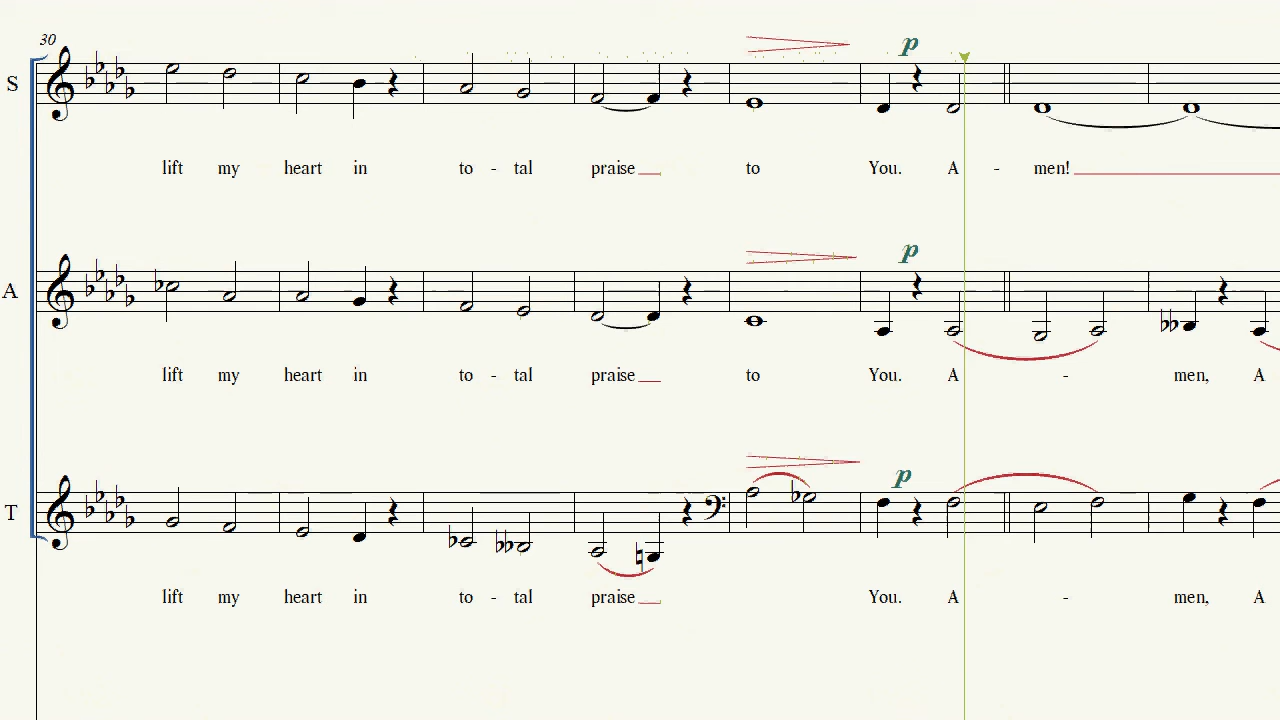 30
p
S
lift my heart in to - tal praise to You. A - men!
p
A
lift my heart in to - tal praise to You. A - men, A
p
T
lift my heart in to - tal praise You. A - men, A